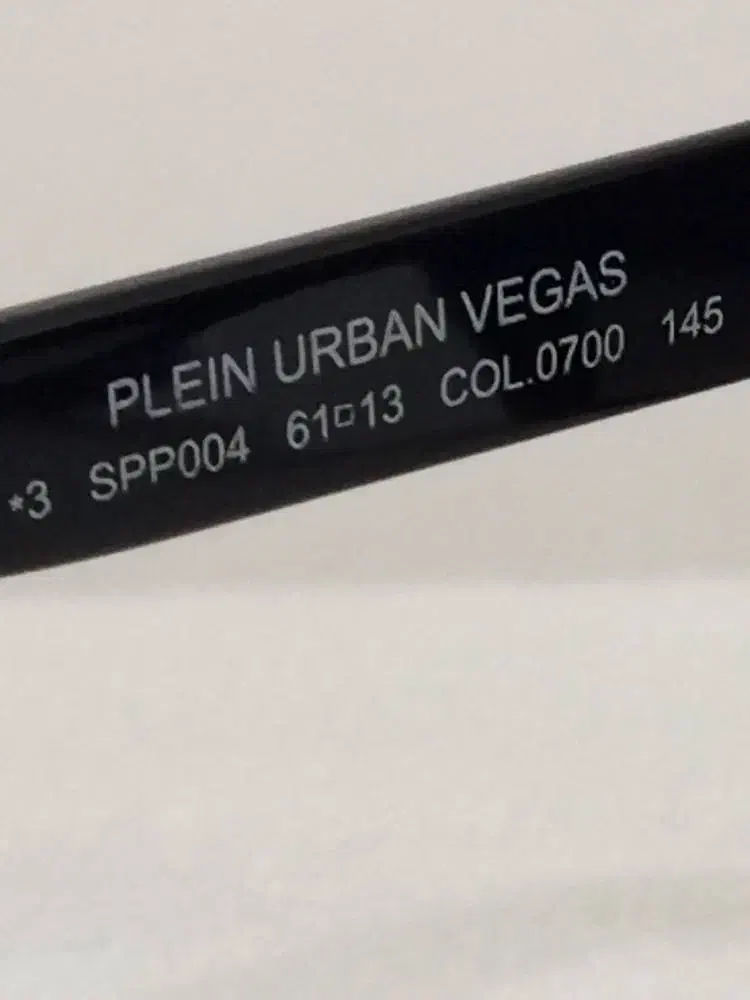 PLEIN URBAN VEGAS
*3 SPP004 61□13 COL.0700 145